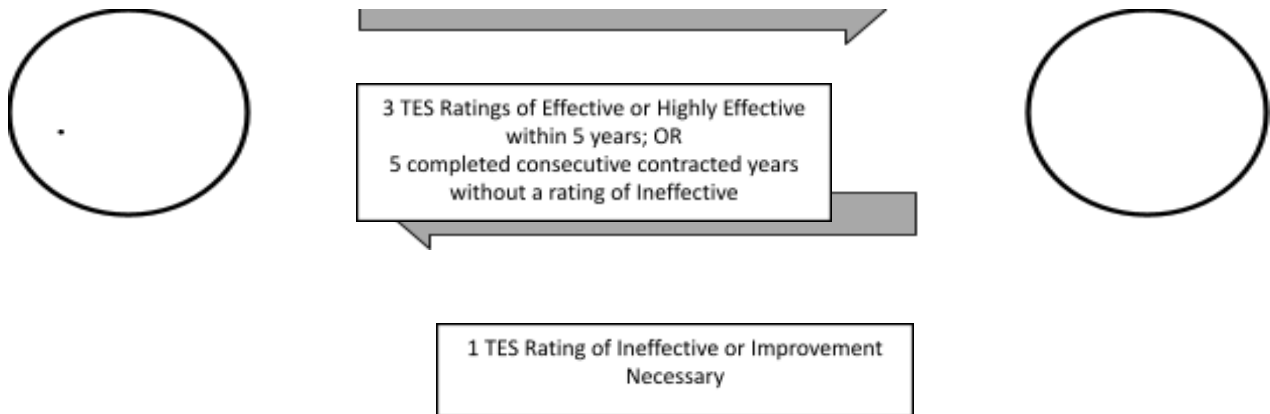 3 TES Ratings of Effective or Highly Effective
within 5 years; OR
5 completed consecutive contracted years
without a rating of Ineffective
1 TES Rating of Ineffective or Improvement
Necessary